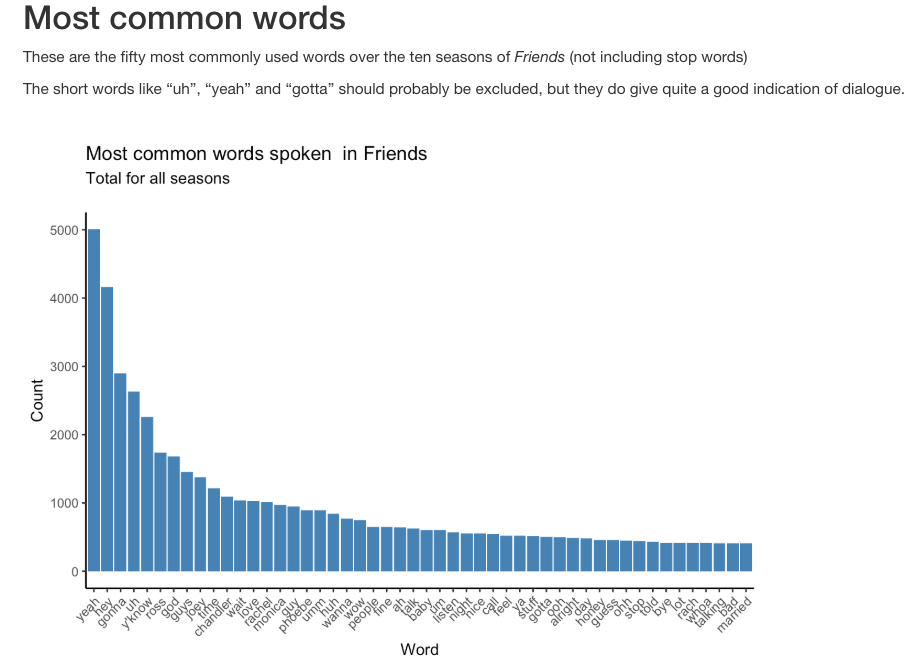 Most common words
These are the fifty most commonly used words over the ten seasons of Friends (not including stop words)
The short words like “uh”, “yeah” and “gotta” should probably be excluded, but they do give quite a good indication of dialogue.
Most common words spoken  in Friends
Total for all seasons
5000
4000
3000
2000
1000
0
Count
yeah
hey
gonna
uh
y'know
ross
god
guys
joey
time
chandler
wait
love
rachel
monica
guy
phoebe
umm
huh
wanna
wow
people
fine
ah
talk
baby
um
listen
night
nice
call
feel
ya
stuff
gotta
ooh
alright
day
honey
guess
ohh
stop
told
bye
lot
rach
whoa
talking
bad
married
Word